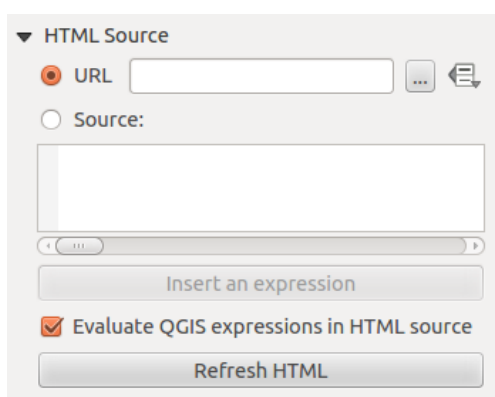 HTML Source
URL ...
Source:
Insert an expression
Evaluate QGIS expressions in HTML source
Refresh HTML